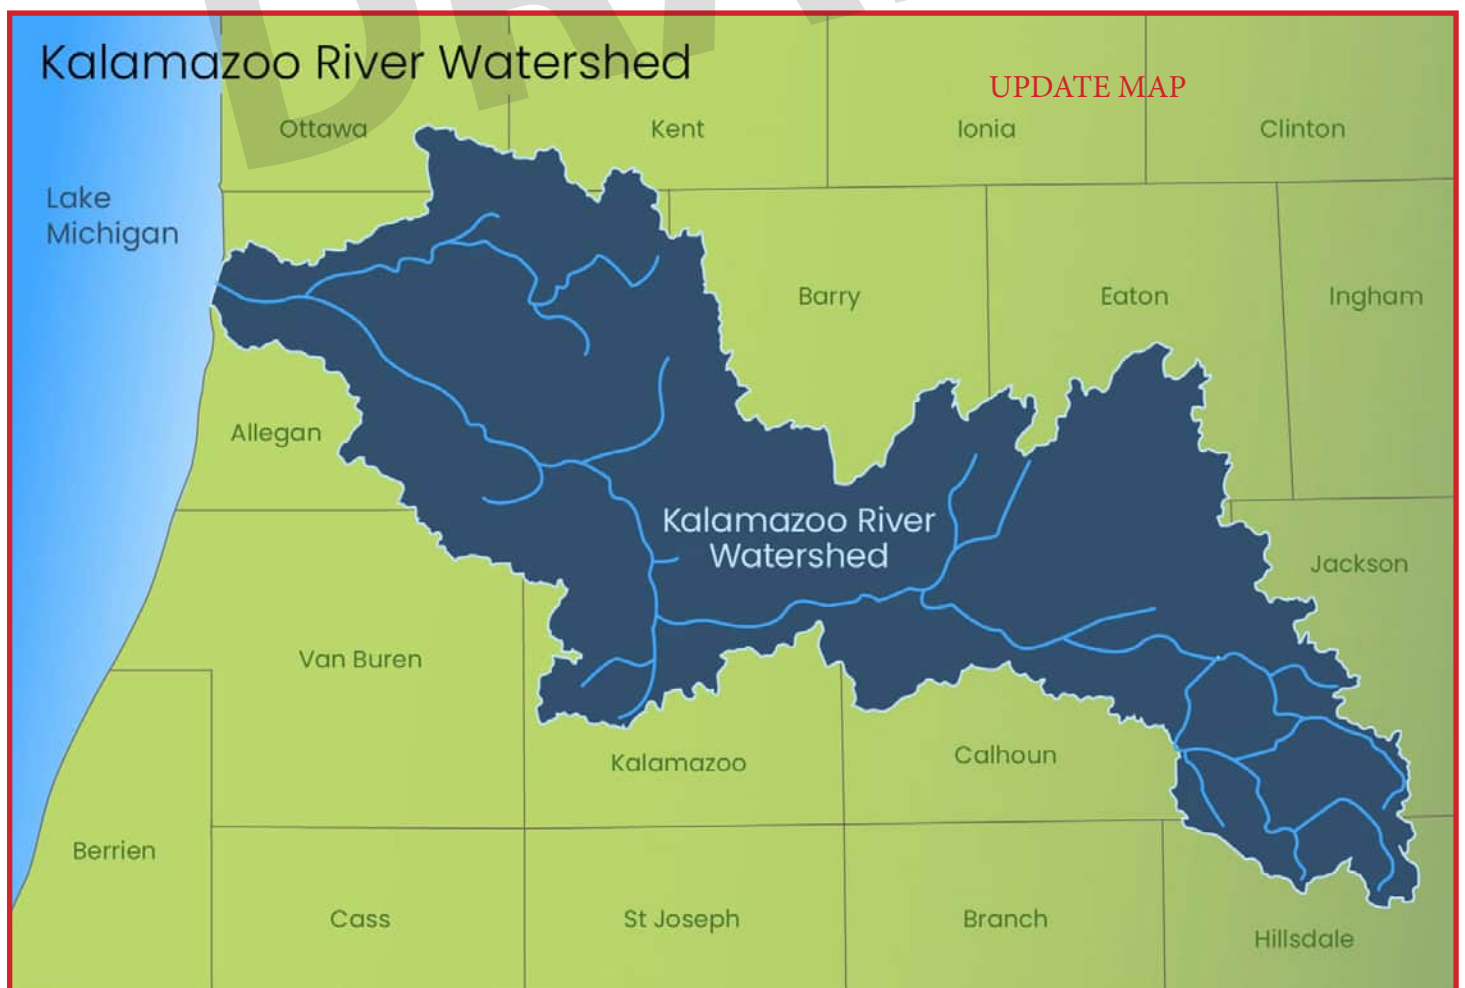 Kalamazoo River Watershed
UPDATE MAP
Ottawa
Kent
Ionia
Clinton
Lake
Michigan
Barry
Eaton
Ingham
Allegan
Kalamazoo River
Watershed
Jackson
Van Buren
Kalamazoo
Calhoun
Berrien
Cass
St Joseph
Branch
Hillsdale